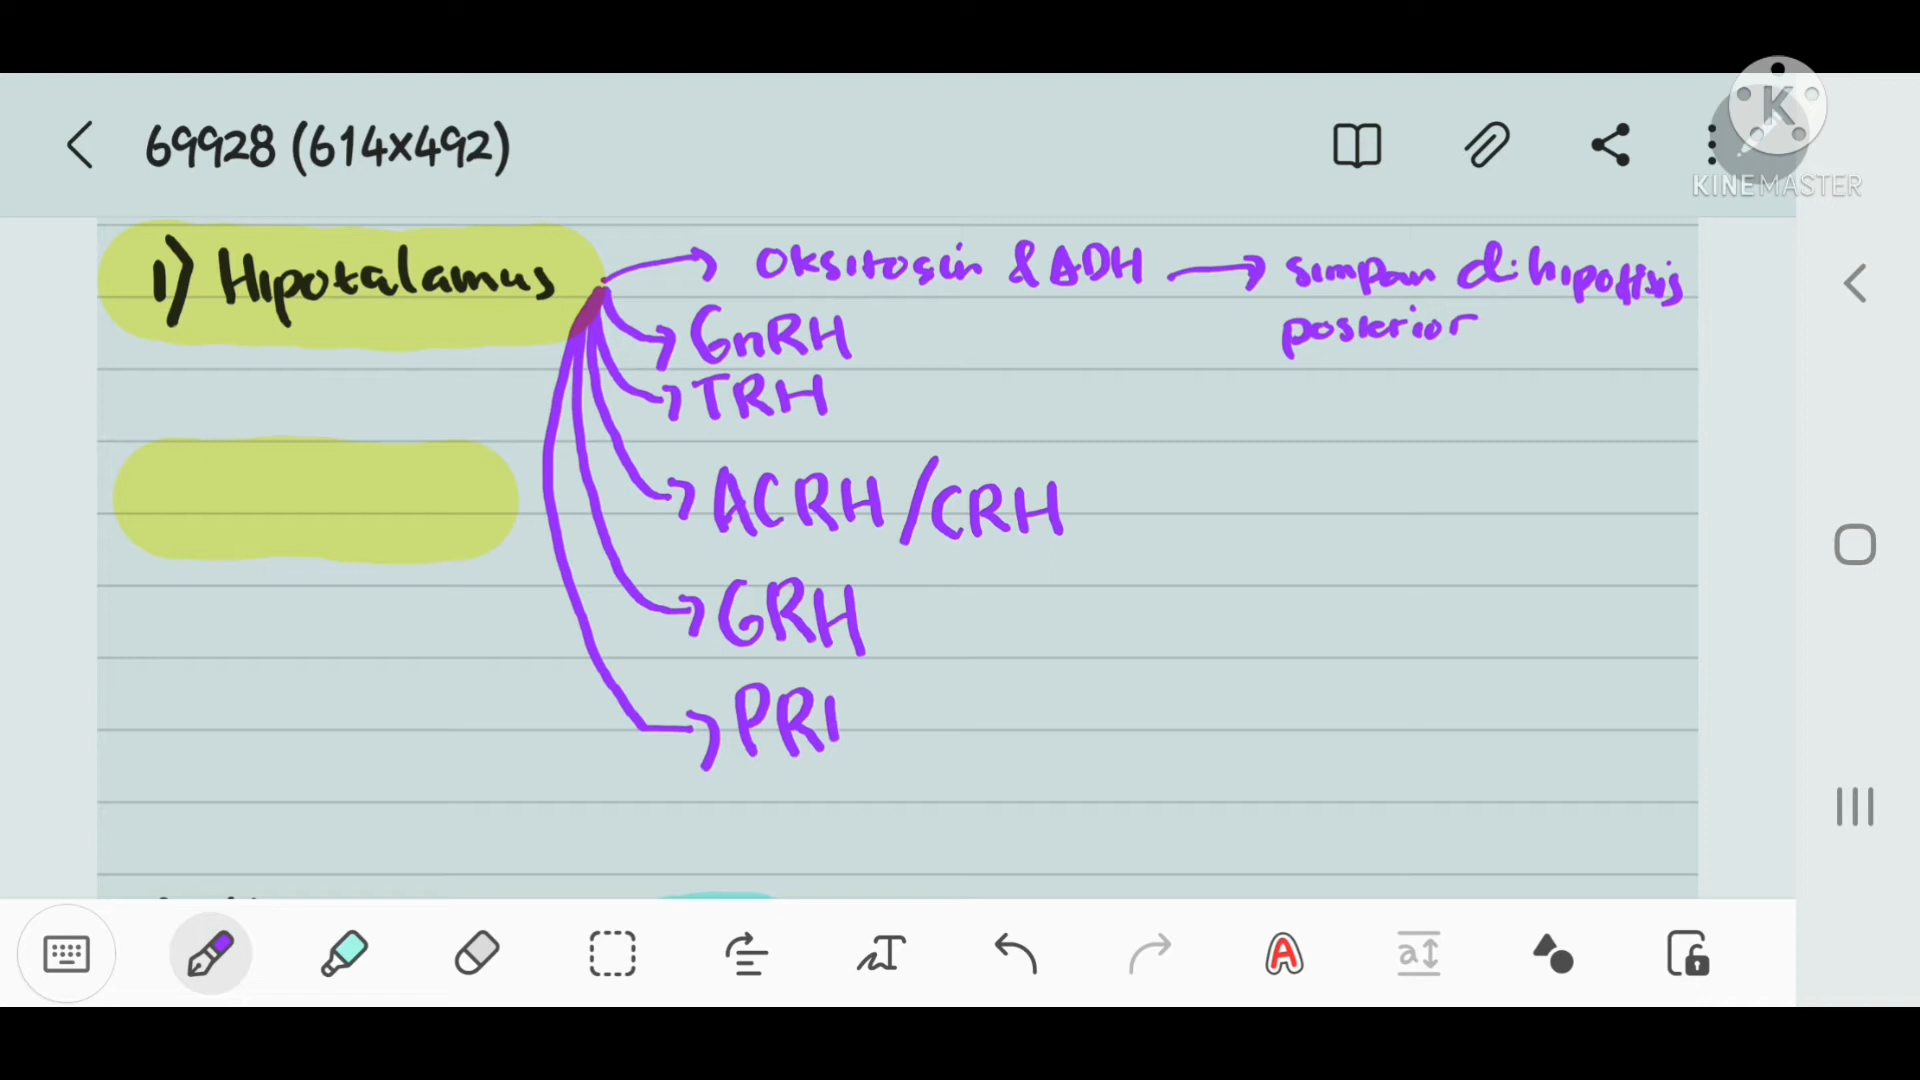 69928 (614x492)
KINEMASTER
1) Hipotalamus
Oksitosin & ADH → simpan di hipofisis
posterior
GnRH
TRH
ACRH/CRH
GRH
PRI